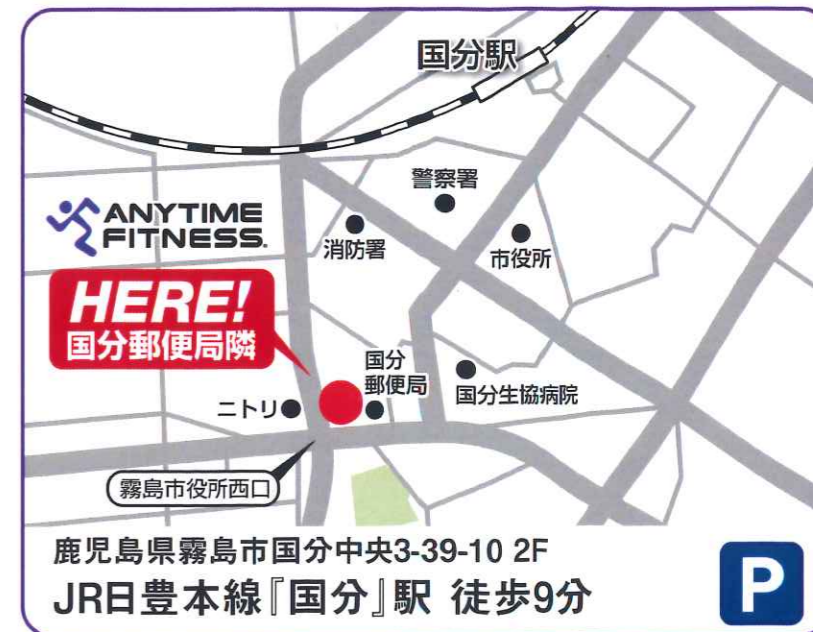 国分駅
警察署
ANYTIME
FITNESS.
消防署
市役所
HERE!
国分郵便局隣
国分
郵便局
国分生協病院
ニトリ
霧島市役所西口
鹿児島県霧島市国分中央3-39-10 2F
JR日豊本線『国分』駅 徒歩9分
P